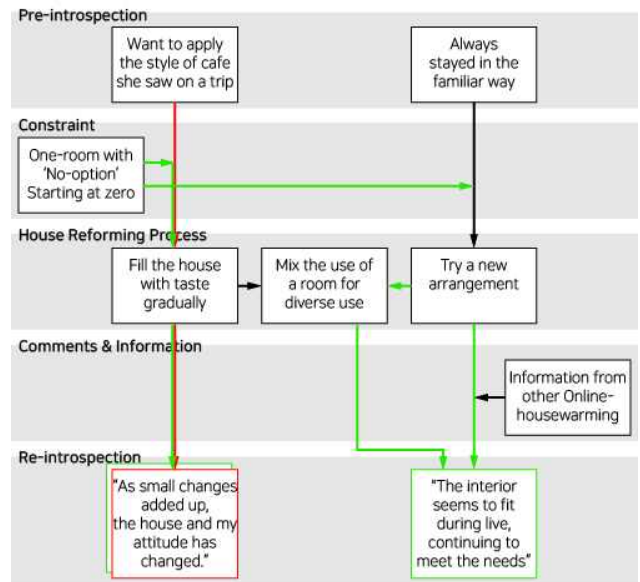 Pre-introspection
Want to apply
the style of cafe
she saw on a trip
Always
stayed in the
familiar way
Constraint
One-room with
'No-option'
Starting at zero
House Reforming Process
Fill the house
with taste
gradually
Mix the use of
a room for
diverse use
Try a new
arrangement
Comments & Information
Information from
other Online-
housewarming
Re-introspection
"As small changes
added up,
the house and my
attitude has
changed."
"The interior
seems to fit
during live,
continuing to
meet the needs"